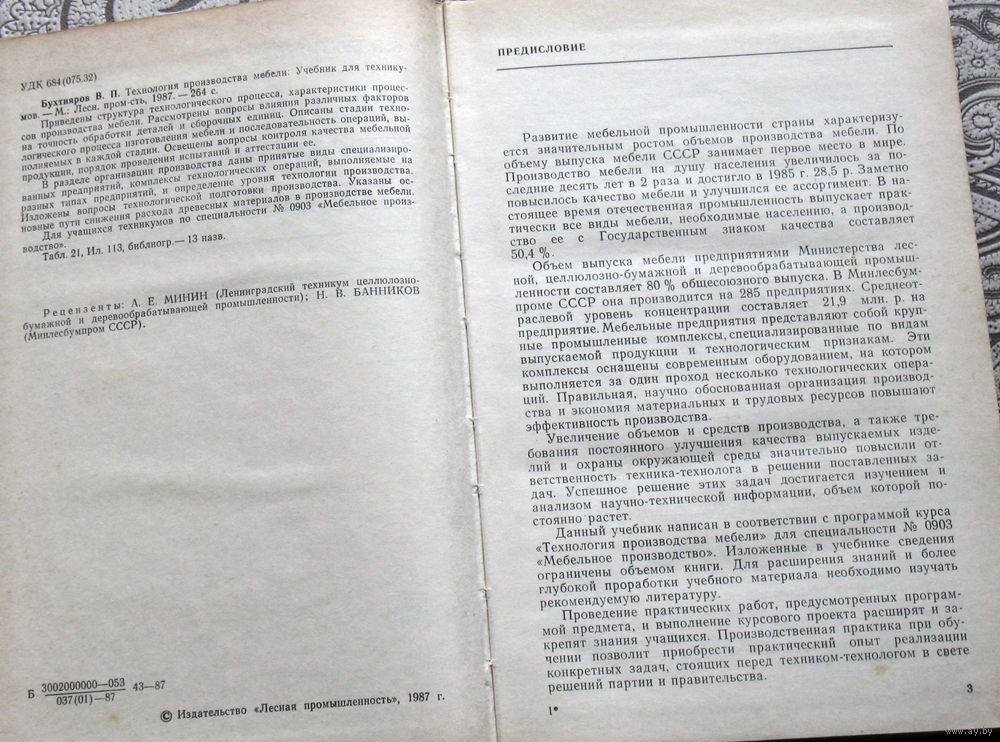 УДК 684(075.32)
Бухтияров В. П. Технология производства мебели: Учебник для технику-
мов. — М.: Лесн. пром-сть, 1987. — 264 с.
Приведены структура технологического процесса, характеристики процес-
сов производства мебели. Рассмотрены вопросы влияния различных факторов
на точность обработки деталей и сборочных единиц. Описаны стадии техно-
логического процесса изготовления мебели и последовательность операций, вы-
полняемых в каждой стадии. Освещены вопросы контроля качества мебельной
продукции, порядок проведения испытаний и аттестации ее.
В разделе организации производства даны принятые виды специализиро-
ванных предприятий, комплексы технологических операций, выполняемые на
разных типах предприятий, и определение уровня технологии производства.
Изложены вопросы технологической подготовки производства. Указаны ос-
новные пути снижения расхода древесных материалов в производстве мебели.
Для учащихся техникумов по специальности № 0903 «Мебельное произ-
водство».
Табл. 21, Ил. 113, библиогр. — 13 назв.
Рецензенты: А. Е. МИНИН (Ленинградский техникум целлюлозно-
бумажной и деревообрабатывающей промышленности); Н. В. БАННИКОВ
(Минлесбумпром СССР).
Б 3002000000—053 43—87
037(01)—87
© Издательство «Лесная промышленность», 1987 г.
ПРЕДИСЛОВИЕ
Развитие мебельной промышленности страны характеризу-
ется значительным ростом объемов производства мебели. По
объему выпуска мебели СССР занимает первое место в мире.
Производство мебели на душу населения увеличилось за по-
следние десять лет в 2 раза и достигло в 1985 г. 28,5 р. Заметно
повысилось качество мебели и улучшился ее ассортимент. В на-
стоящее время отечественная промышленность выпускает прак-
тически все виды мебели, необходимые населению, а производ-
ство ее с Государственным знаком качества составляет
50,4 %.
Объем выпуска мебели предприятиями Министерства лес-
ной, целлюлозно-бумажной и деревообрабатывающей промыш-
ленности составляет 80 % общесоюзного выпуска. В Минлесбум-
проме СССР она производится на 285 предприятиях. Среднеот-
раслевой уровень концентрации составляет 21,9 млн. р. на
предприятие. Мебельные предприятия представляют собой круп-
ные промышленные комплексы, специализированные по видам
выпускаемой продукции и технологическим признакам. Эти
комплексы оснащены современным оборудованием, на котором
выполняется за один проход несколько технологических опера-
ций. Правильная, научно обоснованная организация производ-
ства и экономия материальных и трудовых ресурсов повышают
эффективность производства.
Увеличение объемов и средств производства, а также тре-
бования постоянного улучшения качества выпускаемых изде-
лий и охраны окружающей среды значительно повысили от-
ветственность техника-технолога в решении поставленных за-
дач. Успешное решение этих задач достигается изучением и
анализом научно-технической информации, объем которой по-
стоянно растет.
Данный учебник написан в соответствии с программой курса
«Технология производства мебели» для специальности № 0903
«Мебельное производство». Изложенные в учебнике сведения
ограничены объемом книги. Для расширения знаний и более
глубокой проработки учебного материала необходимо изучать
рекомендуемую литературу.
Проведение практических работ, предусмотренных програм-
мой предмета, и выполнение курсового проекта расширят и за-
крепят знания учащихся. Производственная практика при обу-
чении позволит приобрести практический опыт реализации
конкретных задач, стоящих перед техником-технологом в свете
решений партии и правительства.
1*
3
www.ay.by